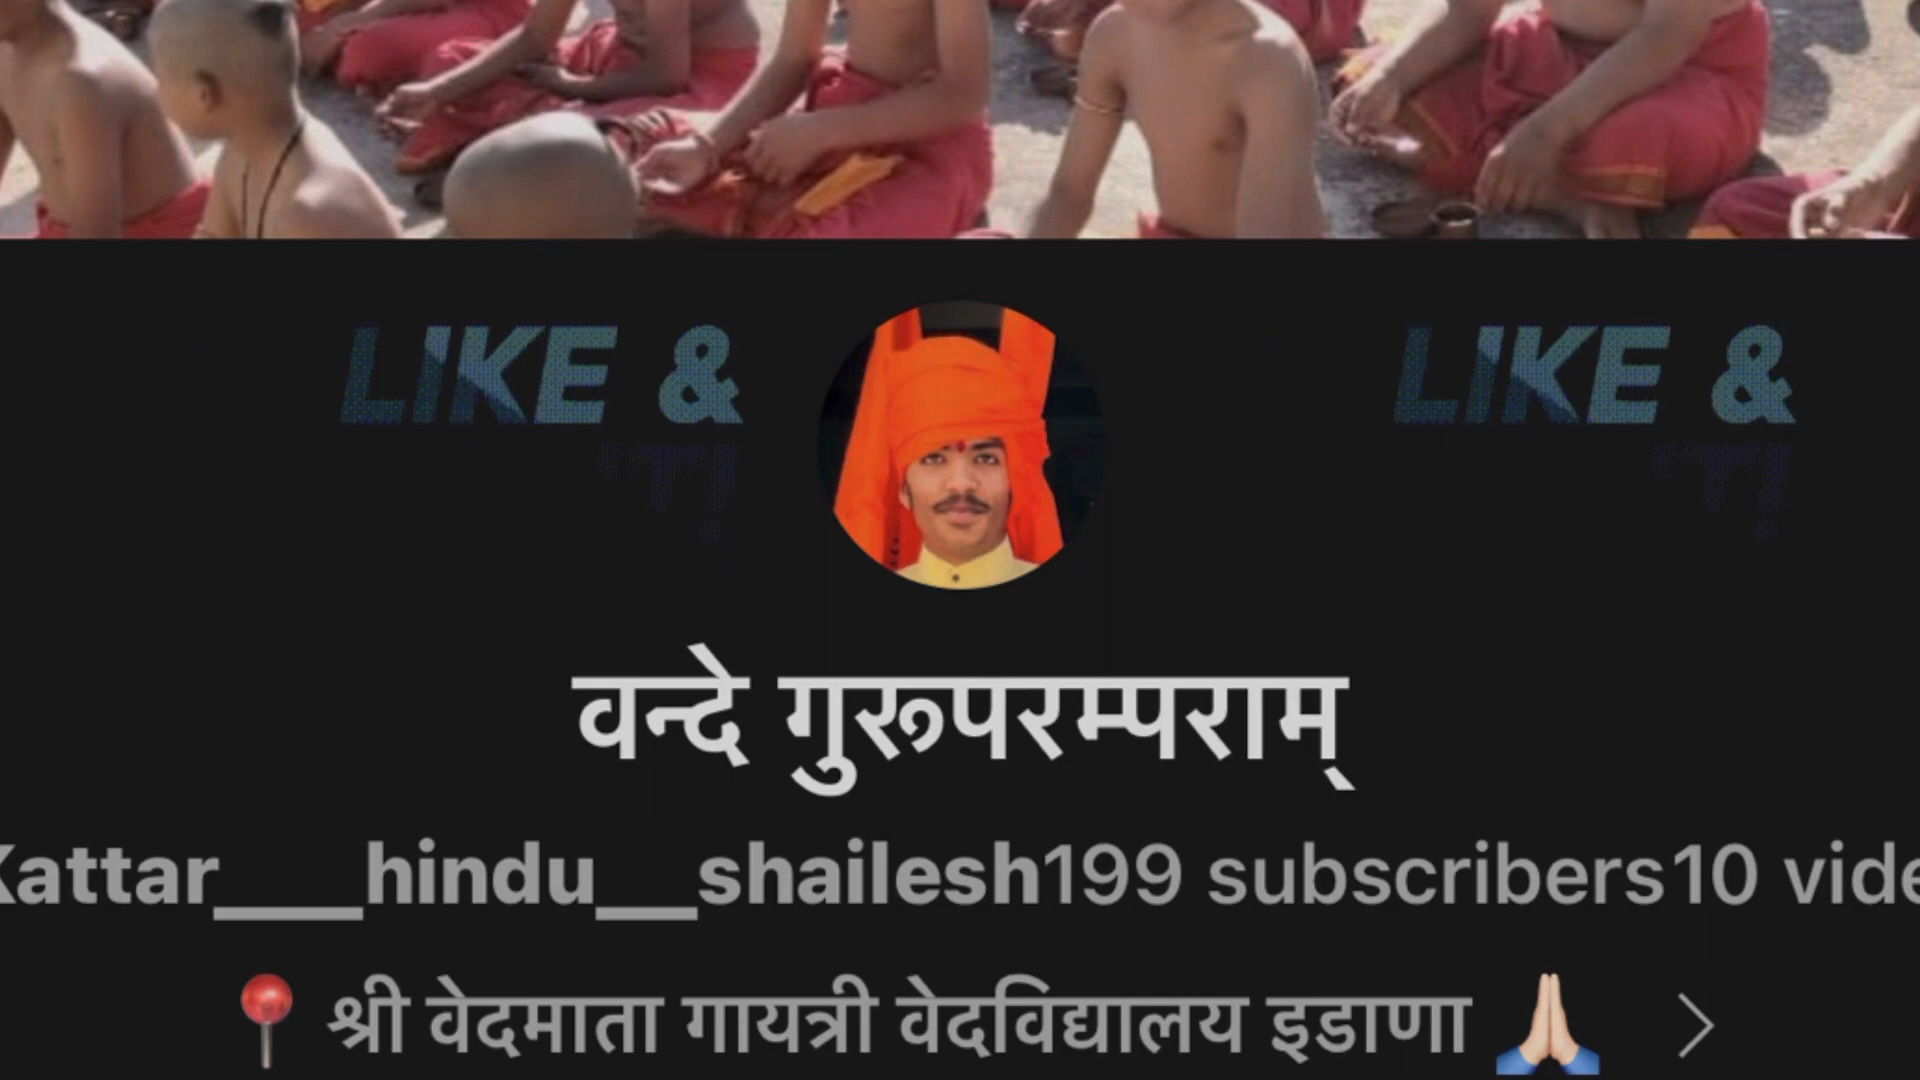 LIKE & LIKE &
वन्दे गुरूपरम्पराम्
Kattar___hindu__shailesh199 subscribers10 vide
श्री वेदमाता गायत्री वेदविद्यालय इडाणा